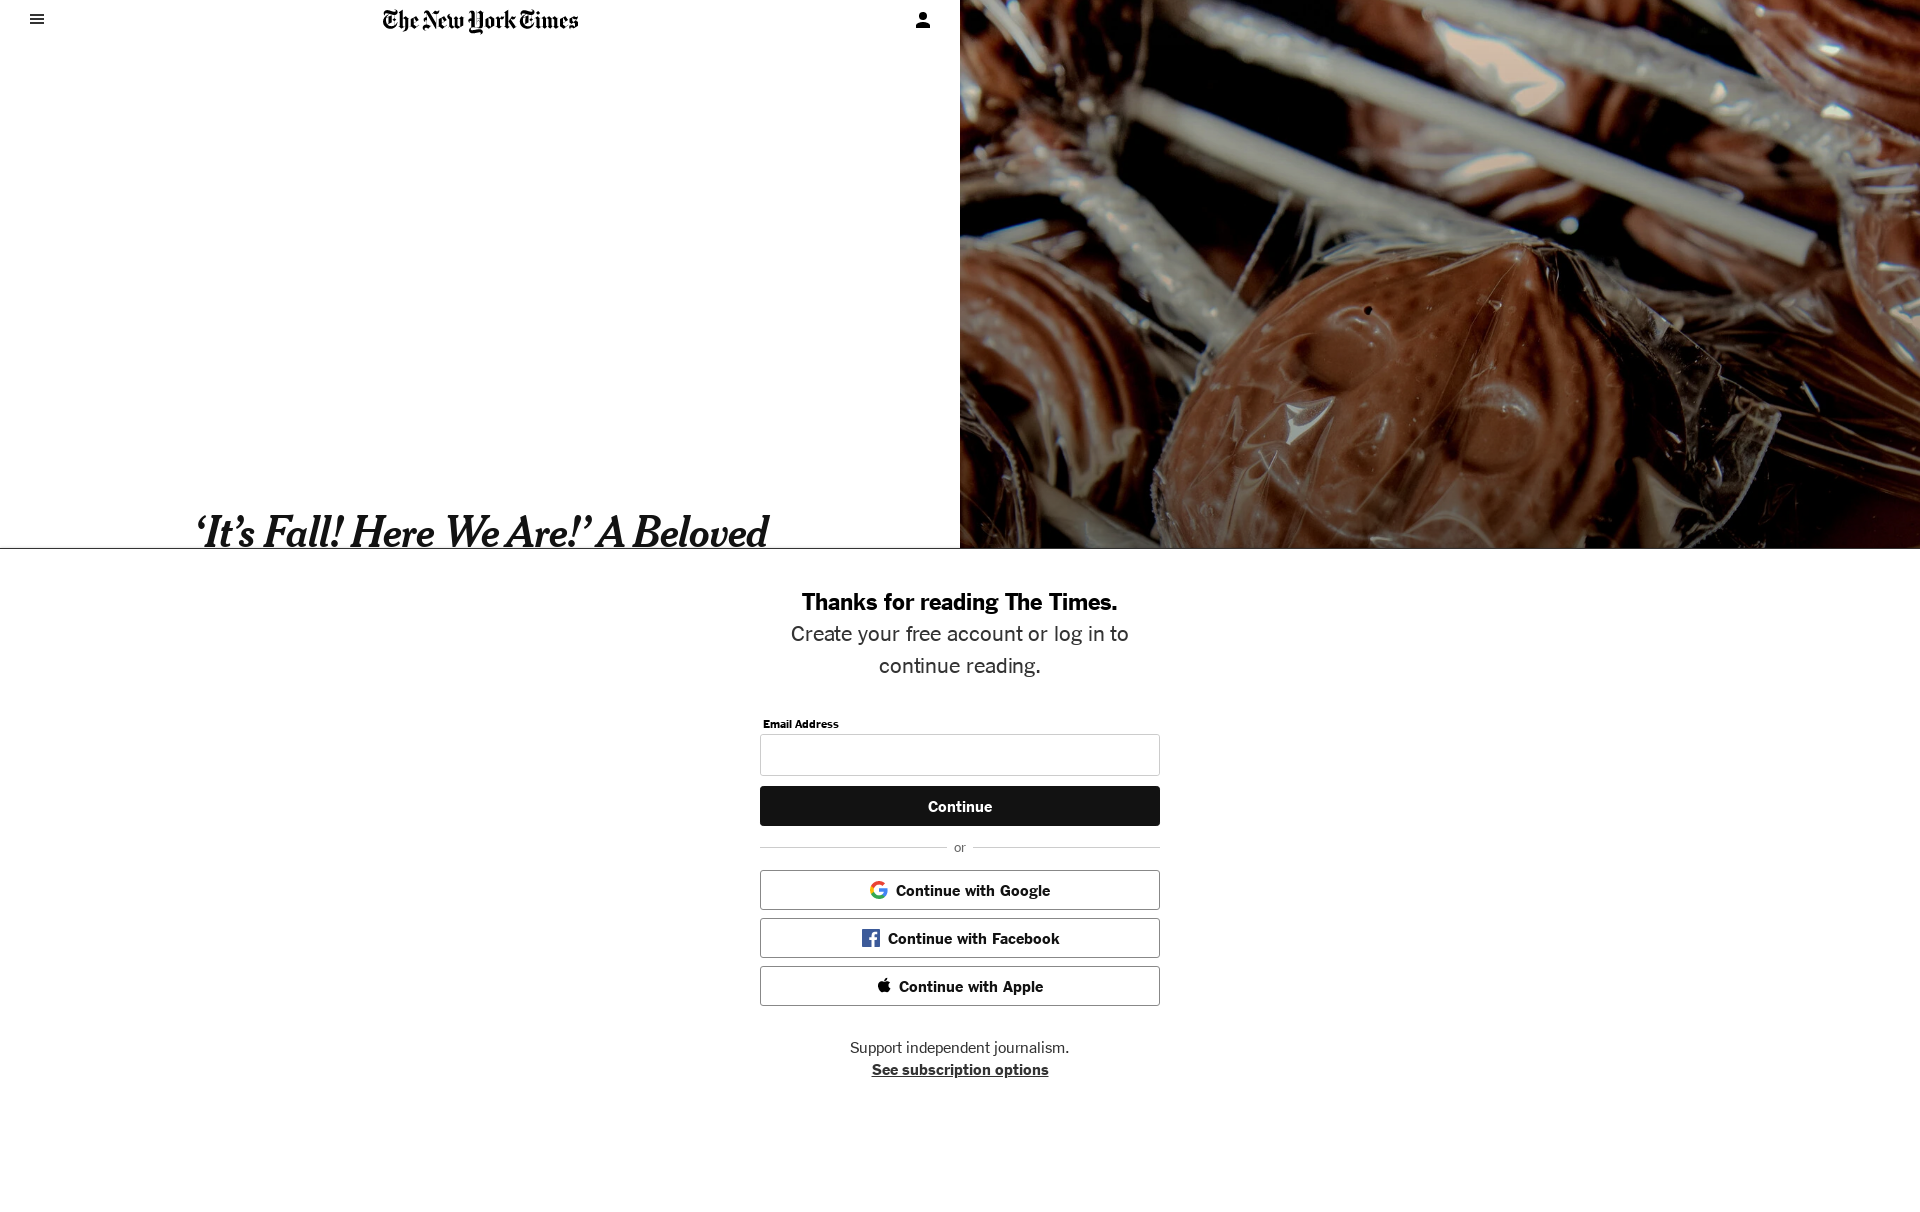 The New York Times
‘It’s Fall! Here We Are!’ A Beloved
Thanks for reading The Times.
Create your free account or log in to
continue reading.
Email Address
Continue
or
Continue with Google
Continue with Facebook
Continue with Apple
Support independent journalism.
See subscription options